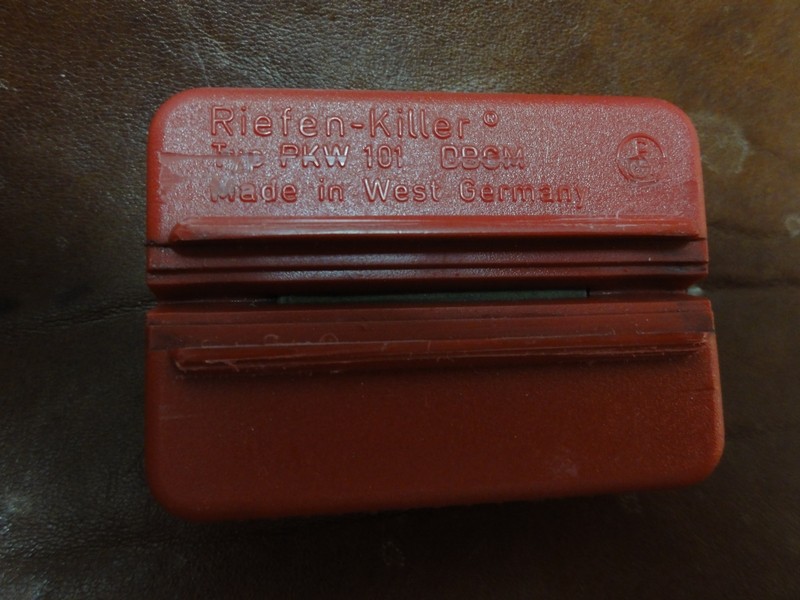 Riefen-Killer®
Typ PKW 101 DBGM
Made in West Germany